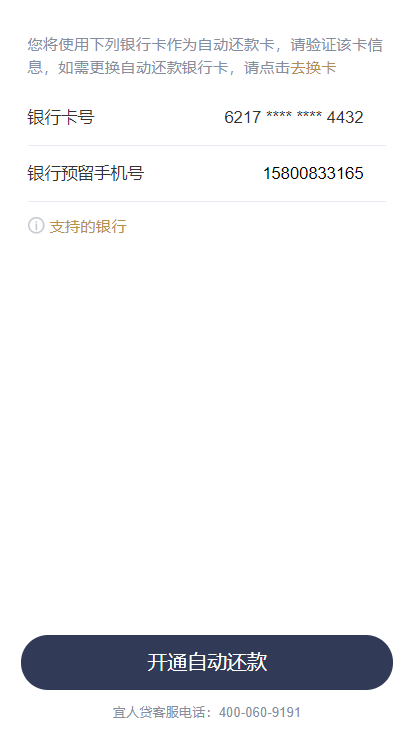 您将使用下列银行卡作为自动还款卡，请验证该卡信
息，如需更换自动还款银行卡，请点击去换卡
银行卡号 6217 **** **** 4432
银行预留手机号 15800833165
支持的银行
开通自动还款
宜人贷客服电话：400-060-9191